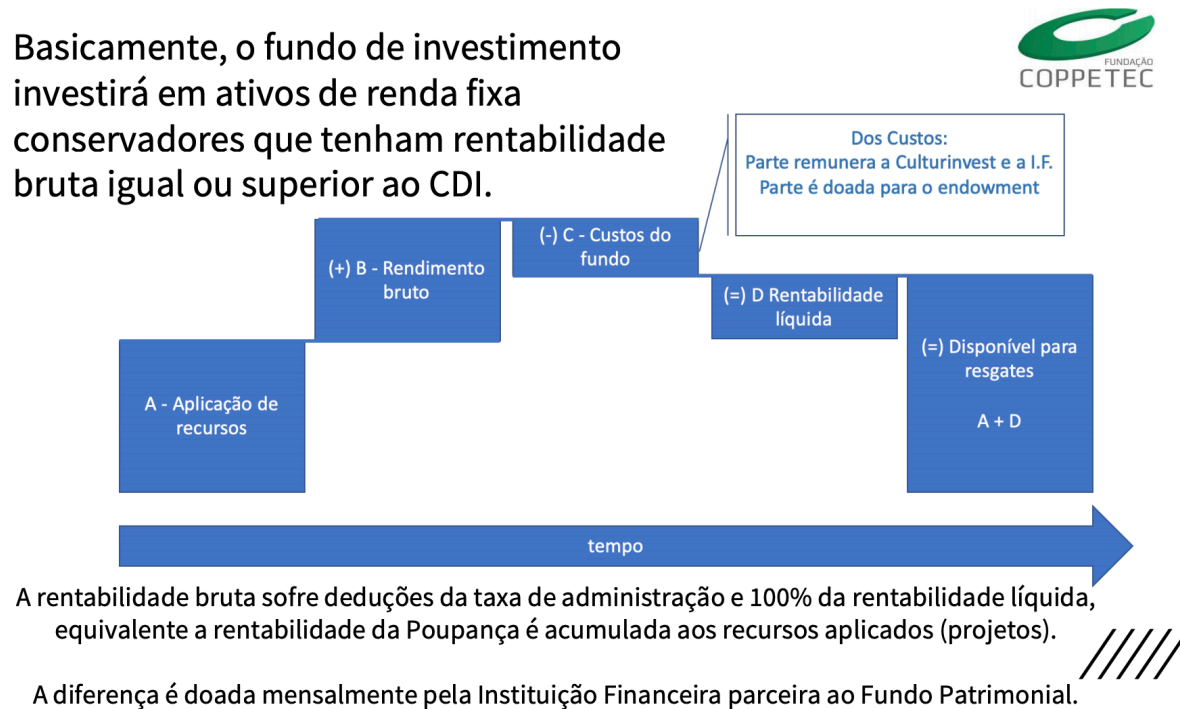 Basicamente, o fundo de investimento
investirá em ativos de renda fixa
conservadores que tenham rentabilidade
bruta igual ou superior ao CDI.
FUNDAÇÃO
COPPETEC
Dos Custos:
Parte remunera a Culturinvest e a I.F.
Parte é doada para o endowment
(+) B - Rendimento
bruto
(-) C - Custos do
fundo
(=) D Rentabilidade
líquida
(=) Disponível para
resgates
A + D
A - Aplicação de
recursos
tempo
A rentabilidade bruta sofre deduções da taxa de administração e 100% da rentabilidade líquida,
equivalente a rentabilidade da Poupança é acumulada aos recursos aplicados (projetos).
A diferença é doada mensalmente pela Instituição Financeira parceira ao Fundo Patrimonial.